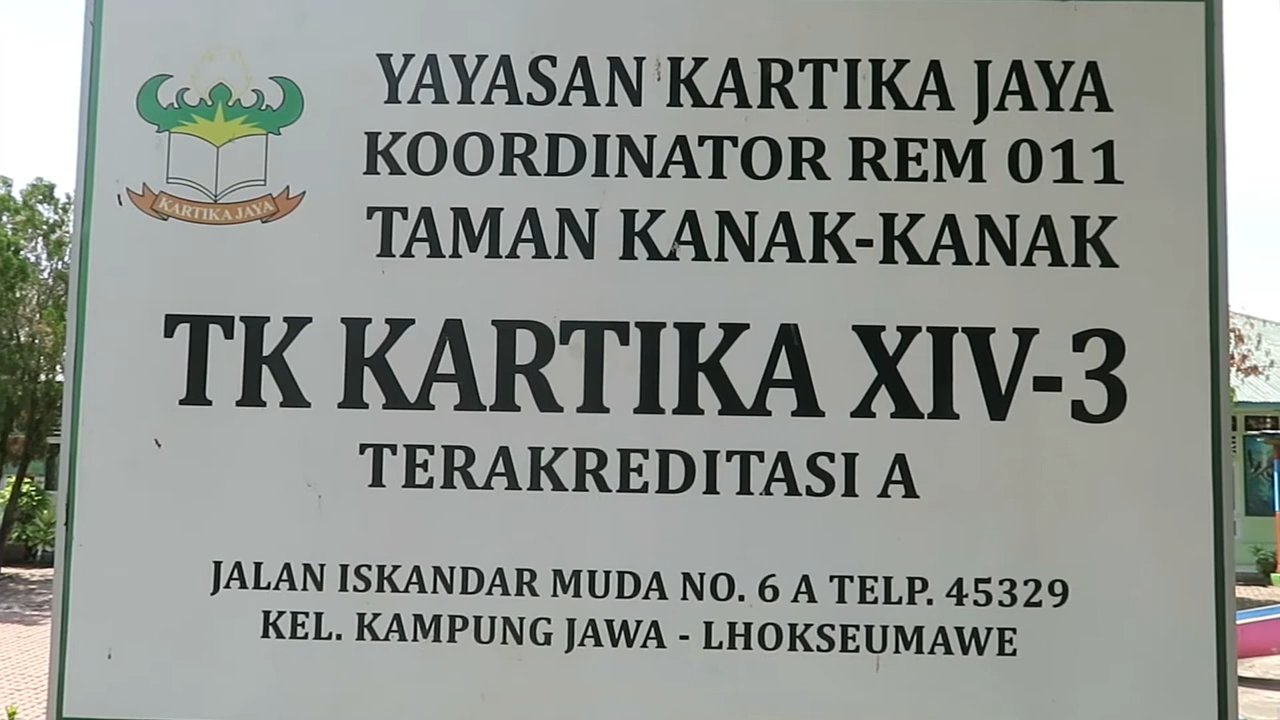 YAYASAN KARTIKA JAYA
KOORDINATOR REM 011
TAMAN KANAK-KANAK
KARTIKA JAYA
TK KARTIKA XIV-3
TERAKREDITASI A
JALAN ISKANDAR MUDA NO. 6 A TELP. 45329
KEL. KAMPUNG JAWA - LHOKSEUMAWE